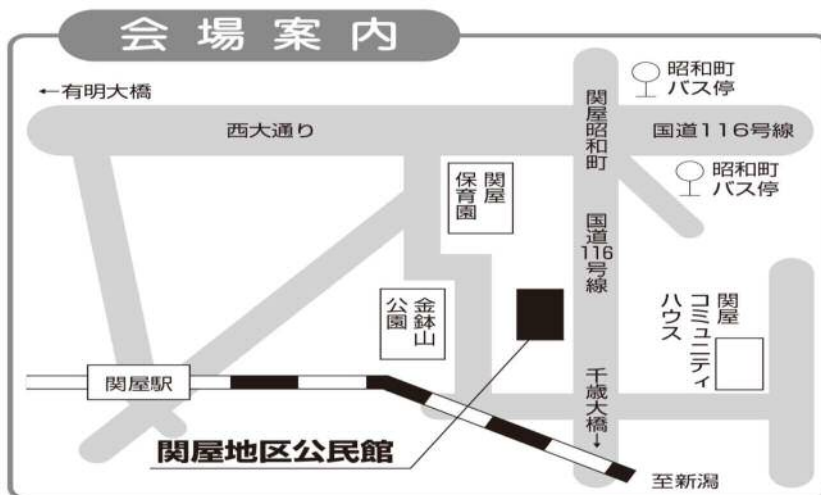 会場案内
←有明大橋
西大通り
関屋昭和町
国道116号線
昭和町
バス停
昭和町
バス停
関屋
保育園
国道116号線
金鉢山
公園
関屋
コミュニティ
ハウス
関屋駅
千歳大橋→
関屋地区公民館
至新潟